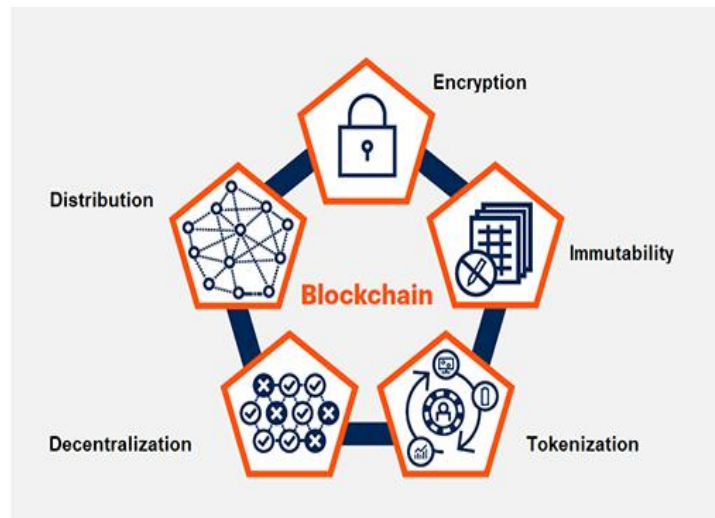 Encryption
Distribution
Immutability
Blockchain
Decentralization
Tokenization